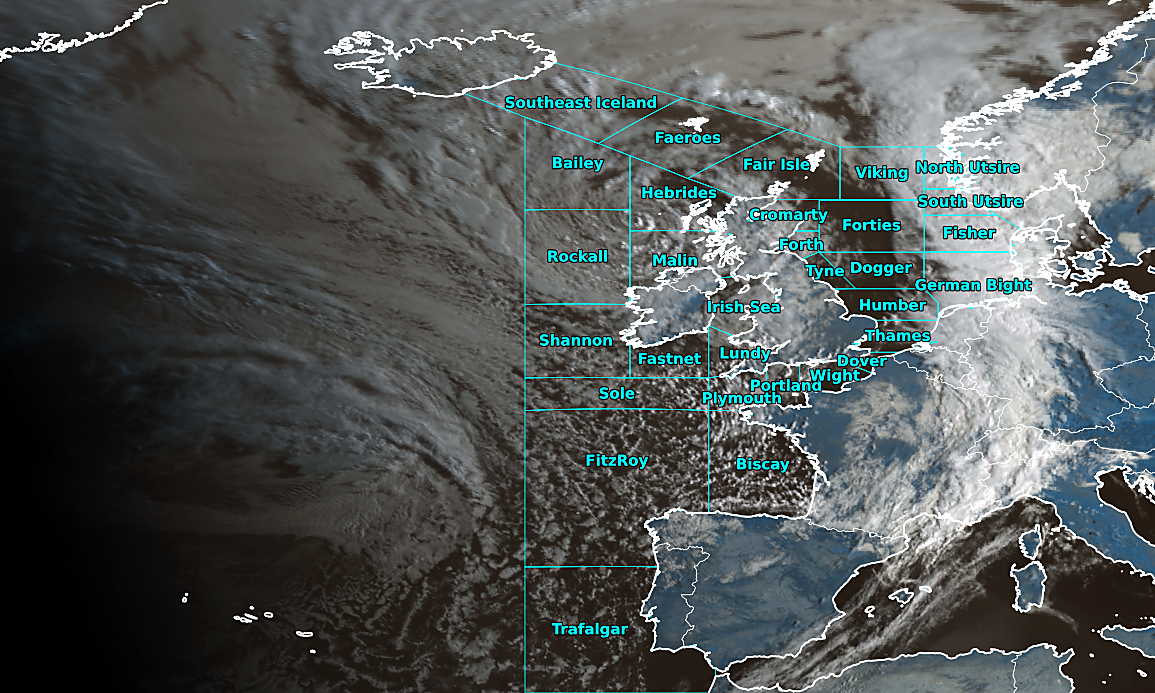 Southeast Iceland
Faeroes
Bailey
Fair Isle
North Utsire
Viking
Hebrides
South Utsire
Cromarty
Forties
Fisher
Forth
Rockall
Malin
Tyne
Dogger
German Bight
Irish Sea
Humber
Thames
Shannon
Lundy
Fastnet
Dover
Wight
Portland
Sole
Plymouth
FitzRoy
Biscay
Trafalgar